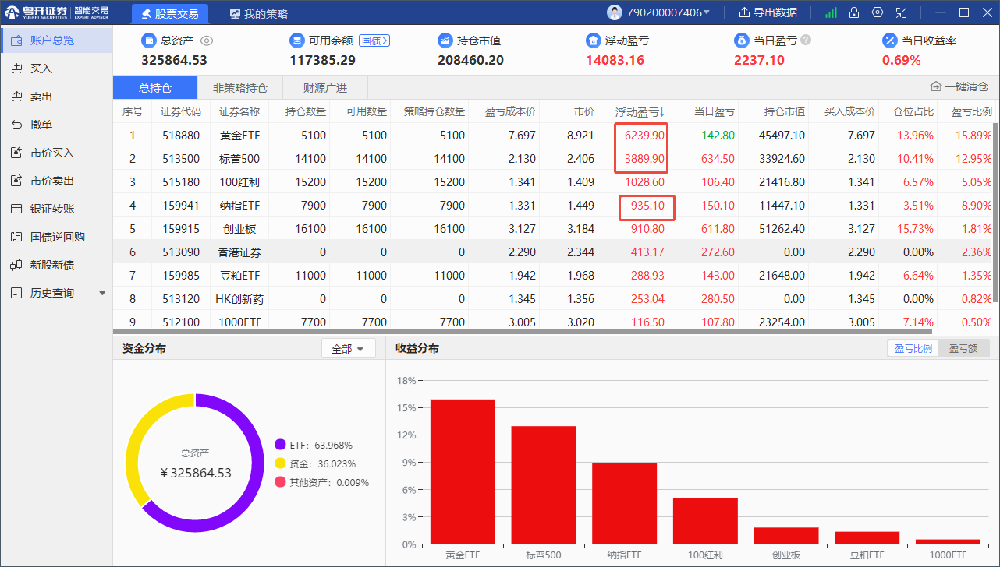 粤开证券 YUEKAI SECURITIES 智能交易 EXPERT ADVISOR 股票交易 我的策略 790200007406 导出数据
账户总览
买入
卖出
撤单
市价买入
市价卖出
银证转账
国债逆回购
新股新债
历史查询
总资产 可用余额 国债> 持仓市值 浮动盈亏 当日盈亏 ? 当日收益率
325864.53 117385.29 208460.20 14083.16 2237.10 0.69%
总持仓 非策略持仓 财源广进 一键清仓
序号 证券代码 证券名称 持仓数量 可用数量 策略持仓数量 盈亏成本价 市价 浮动盈亏↓ 当日盈亏 持仓市值 买入成本价 仓位占比 盈亏比例
1 518880 黄金ETF 5100 5100 5100 7.697 8.921 6239.90 -142.80 45497.10 7.697 13.96% 15.89%
2 513500 标普500 14100 14100 14100 2.130 2.406 3889.90 634.50 33924.60 2.130 10.41% 12.95%
3 515180 100红利 15200 15200 15200 1.341 1.409 1028.60 106.40 21416.80 1.341 6.57% 5.05%
4 159941 纳指ETF 7900 7900 7900 1.331 1.449 935.10 150.10 11447.10 1.331 3.51% 8.90%
5 159915 创业板 16100 16100 16100 3.127 3.184 910.80 611.80 51262.40 3.127 15.73% 1.81%
6 513090 香港证券 0 0 0 2.290 2.344 413.17 272.60 0.00 2.290 0.00% 2.36%
7 159985 豆粕ETF 11000 11000 11000 1.942 1.968 288.93 143.00 21648.00 1.942 6.64% 1.35%
8 513120 HK创新药 0 0 0 1.345 1.356 253.04 280.50 0.00 1.345 0.00% 0.82%
9 512100 1000ETF 7700 7700 7700 3.005 3.020 116.50 107.80 23254.00 3.005 7.14% 0.50%
资金分布 全部
总资产
¥325864.53
ETF: 63.968%
资金: 36.023%
其他资产: 0.009%
收益分布 盈亏比例 盈亏额
18%
15%
12%
9%
6%
3%
0%
黄金ETF 标普500 纳指ETF 100红利 创业板 豆粕ETF 1000ETF